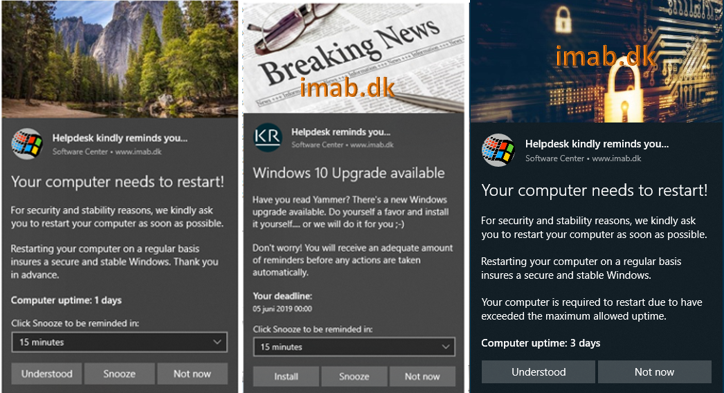 Helpdesk kindly reminds you...
Software Center • www.imab.dk
Your computer needs to restart!
For security and stability reasons, we kindly ask
you to restart your computer as soon as possible.
Restarting your computer on a regular basis
insures a secure and stable Windows. Thank you
in advance.
Computer uptime: 1 days
Click Snooze to be reminded in:
15 minutes
Understood
Snooze
Not now
Breaking News
imab.dk
KR
Helpdesk reminds you...
Software Center • www.imab.dk
Windows 10 Upgrade available
Have you read Yammer? There's a new Windows
upgrade available. Do yourself a favor and install
it yourself.... or we will do it for you ;-)
Don't worry! You will receive an adequate amount
of reminders before any actions are taken
automatically.
Your deadline:
05 juni 2019 00:00
Click Snooze to be reminded in:
15 minutes
Install
Snooze
Not now
imab.dk
Helpdesk kindly reminds you...
Software Center • www.imab.dk
Your computer needs to restart!
For security and stability reasons, we kindly ask
you to restart your computer as soon as possible.
Restarting your computer on a regular basis
insures a secure and stable Windows.
Your computer is required to restart due to have
exceeded the maximum allowed uptime.
Computer uptime: 3 days
Understood
Not now